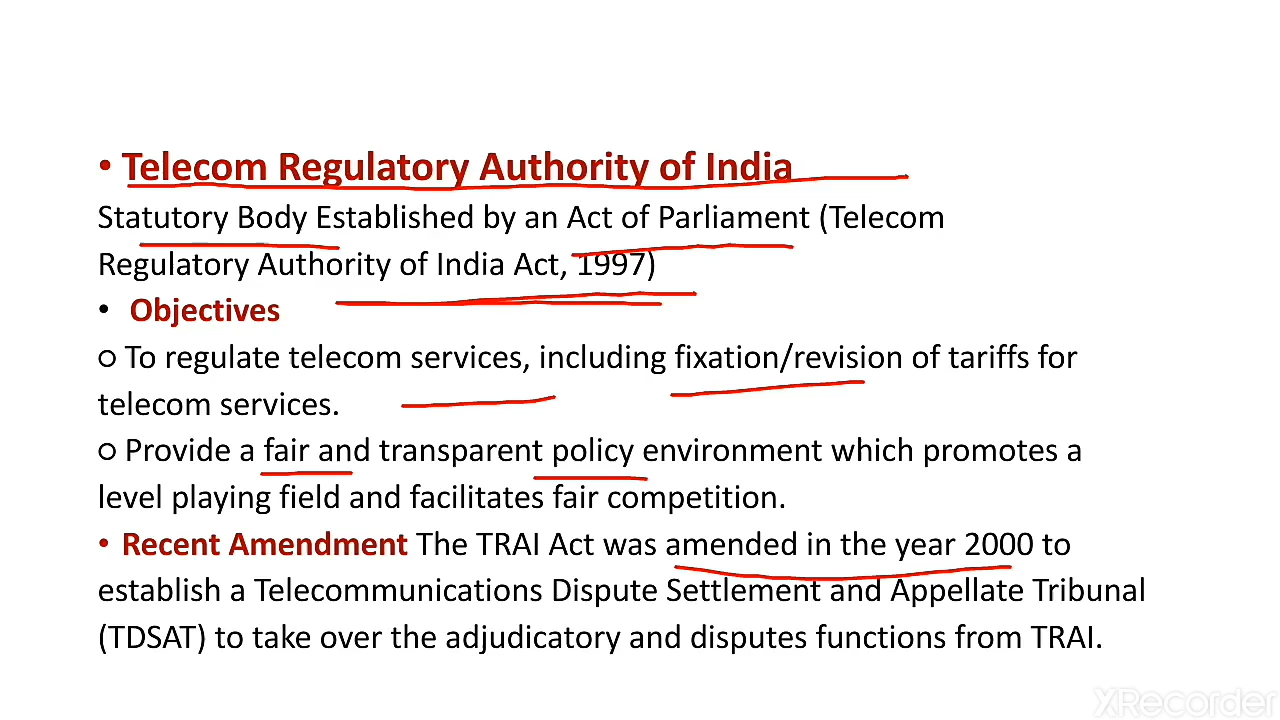 • Telecom Regulatory Authority of India
Statutory Body Established by an Act of Parliament (Telecom
Regulatory Authority of India Act, 1997)
• Objectives
○ To regulate telecom services, including fixation/revision of tariffs for
telecom services.
○ Provide a fair and transparent policy environment which promotes a
level playing field and facilitates fair competition.
• Recent Amendment The TRAI Act was amended in the year 2000 to
establish a Telecommunications Dispute Settlement and Appellate Tribunal
(TDSAT) to take over the adjudicatory and disputes functions from TRAI.
XRecorder